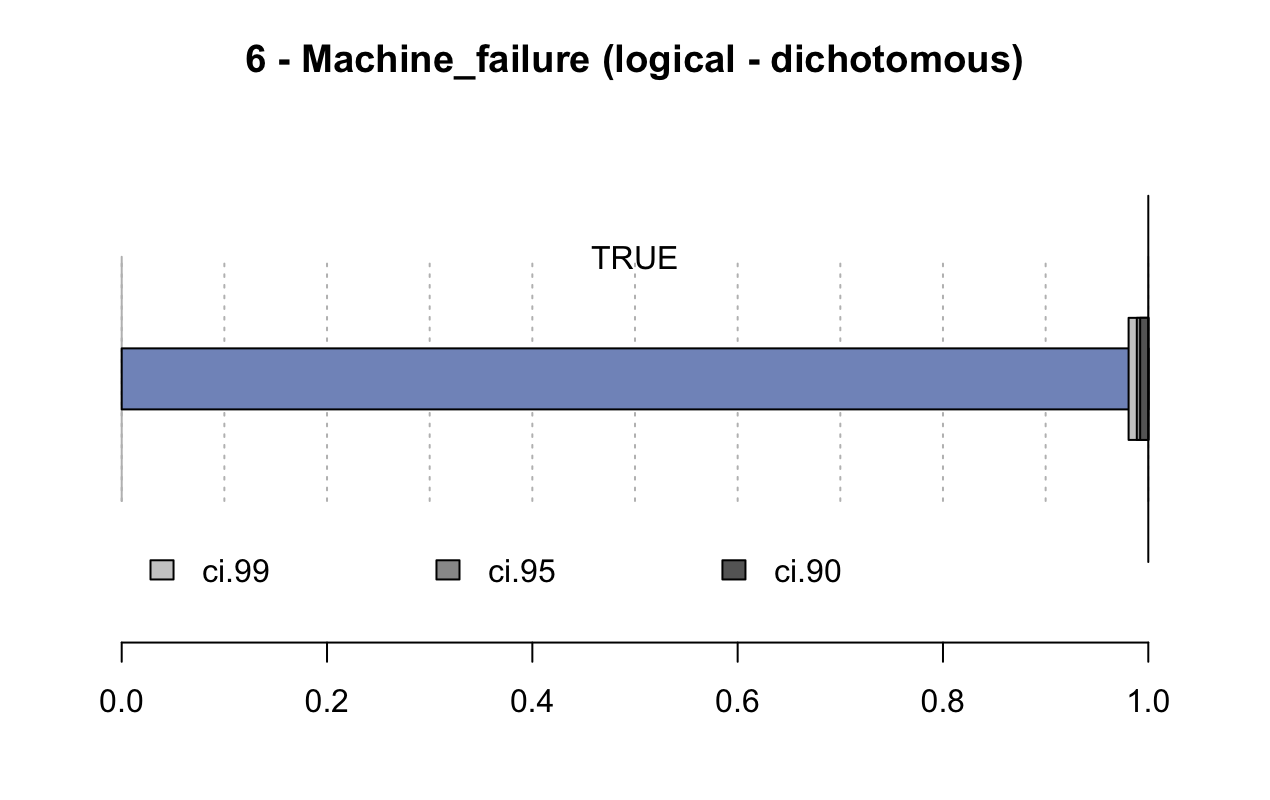 6 - Machine_failure (logical - dichotomous)
TRUE
ci.99 ci.95 ci.90
0.0 0.2 0.4 0.6 0.8 1.0